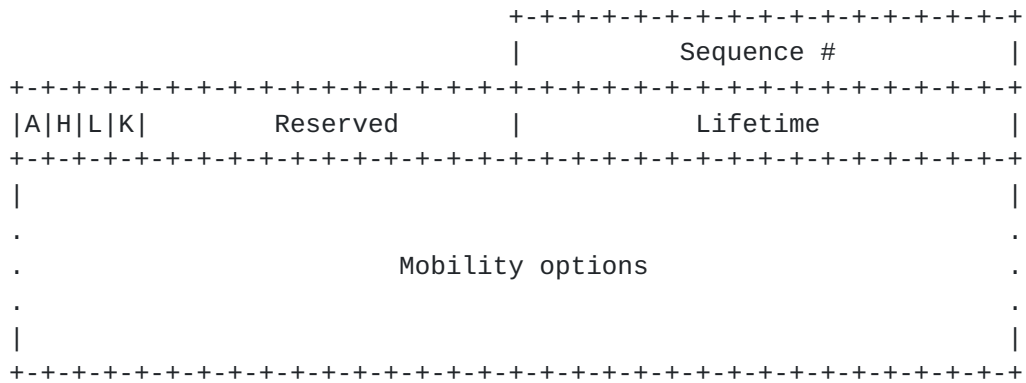 +-+-+-+-+-+-+-+-+-+-+-+-+-+-+-+-+
                                |          Sequence #           |
+-+-+-+-+-+-+-+-+-+-+-+-+-+-+-+-+-+-+-+-+-+-+-+-+-+-+-+-+-+-+-+-+
|A|H|L|K|        Reserved       |           Lifetime            |
+-+-+-+-+-+-+-+-+-+-+-+-+-+-+-+-+-+-+-+-+-+-+-+-+-+-+-+-+-+-+-+-+
|                                                               |
.                                                               .
.                        Mobility options                       .
.                                                               .
|                                                               |
+-+-+-+-+-+-+-+-+-+-+-+-+-+-+-+-+-+-+-+-+-+-+-+-+-+-+-+-+-+-+-+-+